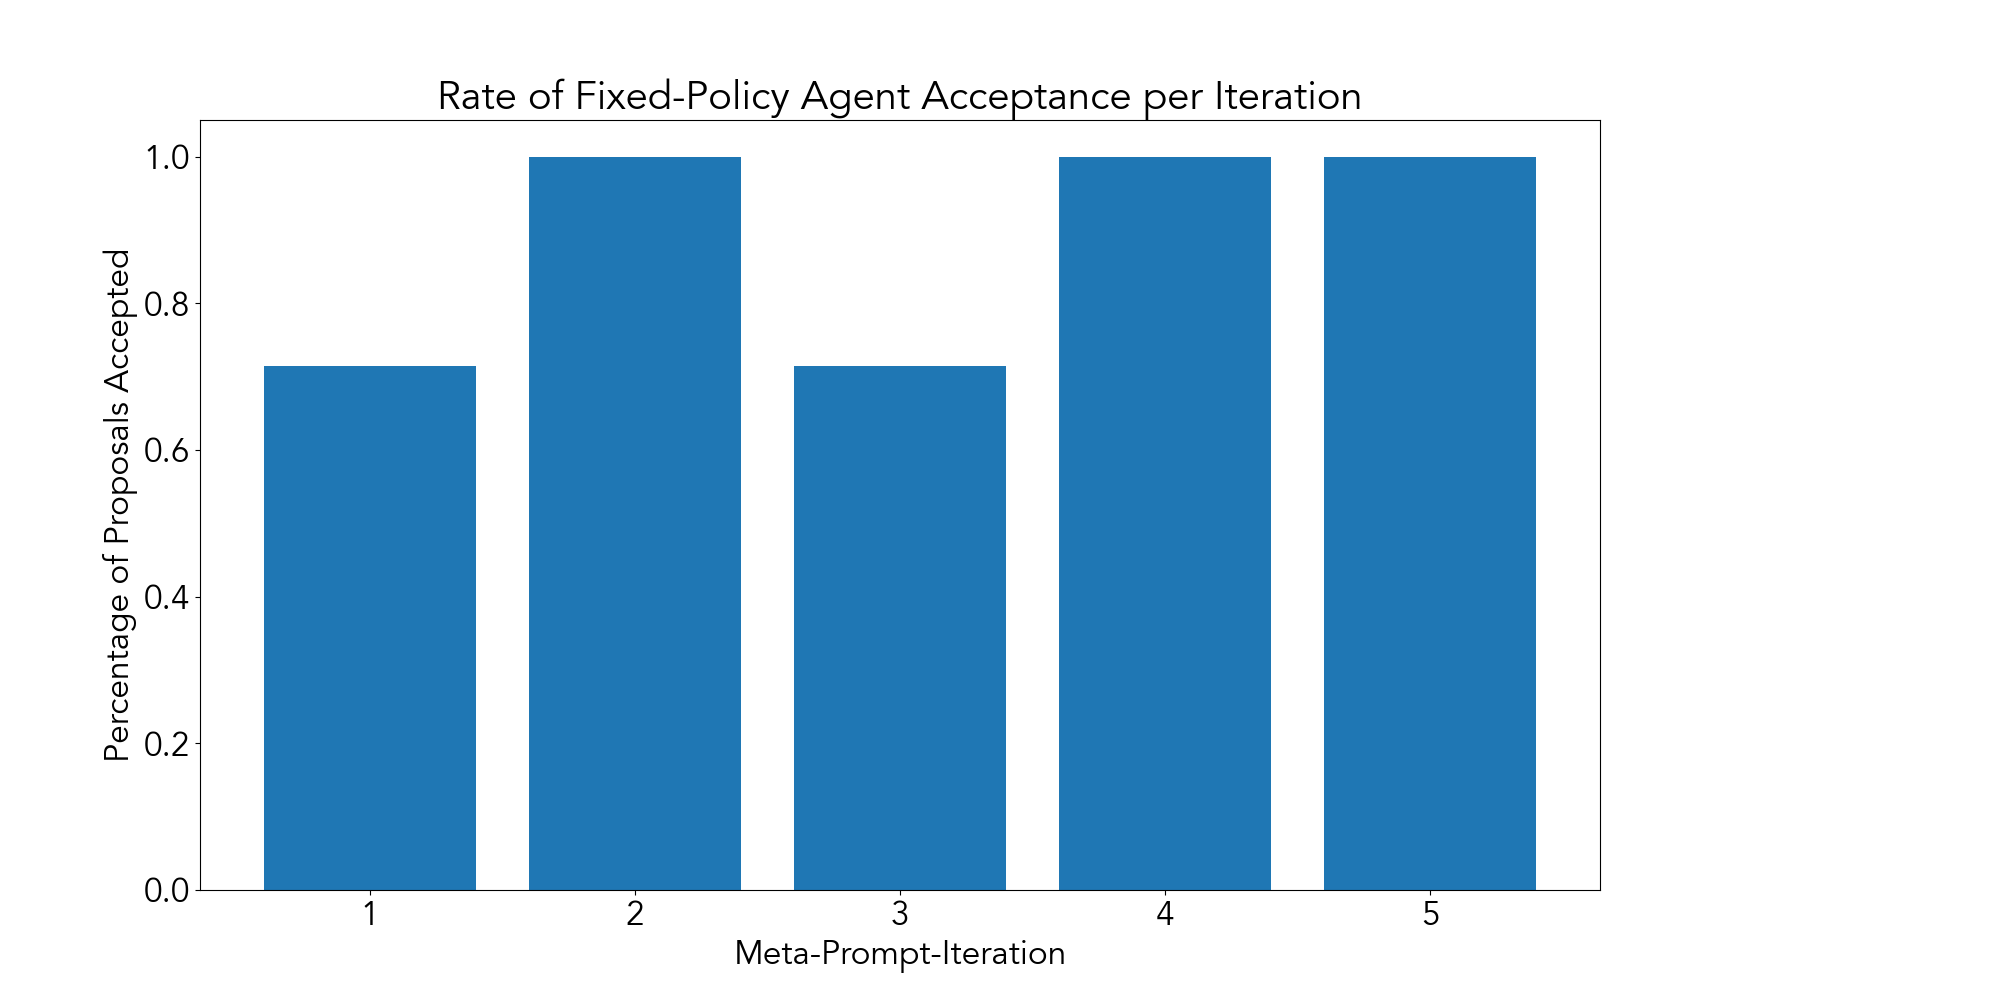 Rate of Fixed-Policy Agent Acceptance per Iteration
Percentage of Proposals Accepted
1.0
0.8
0.6
0.4
0.2
0.0
1 2 3 4 5
Meta-Prompt-Iteration